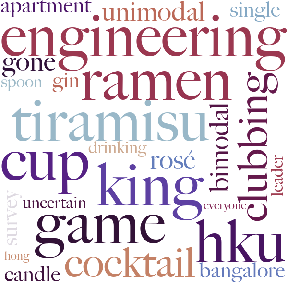 apartment unimodal single
engineering
gone ramen
spoon gin
tiramisu
drinking
cup rosé bimodal clubbing
king
uncertain everyone leader
survey game
hong hku
candle cocktail bangalore